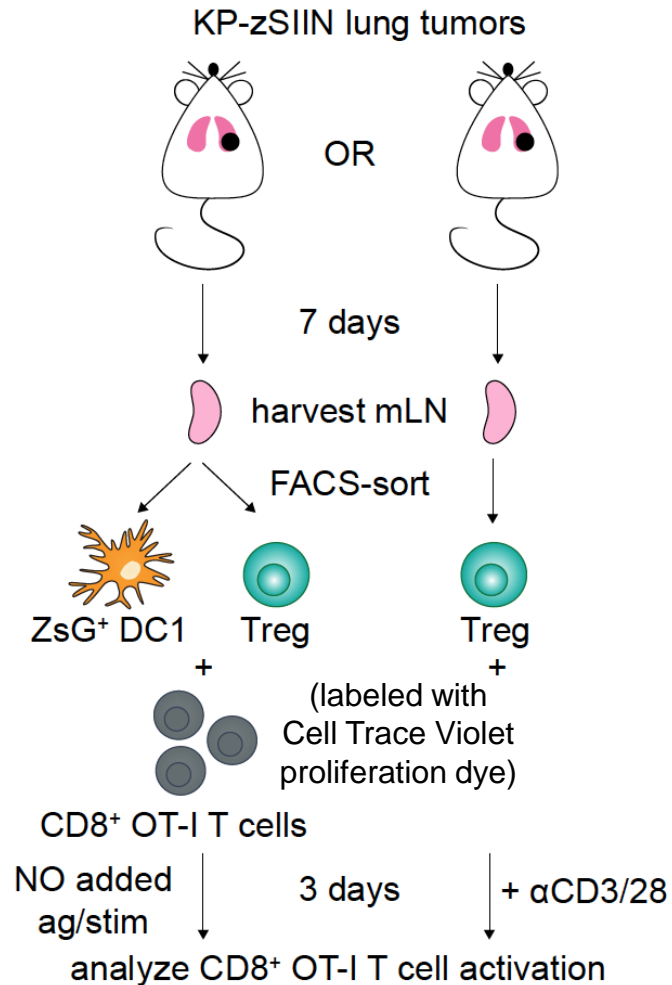 KP-zSIIN lung tumors
OR
7 days
harvest mLN
FACS-sort
ZsG⁺ DC1 Treg Treg
+ +
(labeled with
Cell Trace Violet
proliferation dye)
CD8⁺ OT-I T cells
NO added
ag/stim
3 days
+ αCD3/28
analyze CD8⁺ OT-I T cell activation